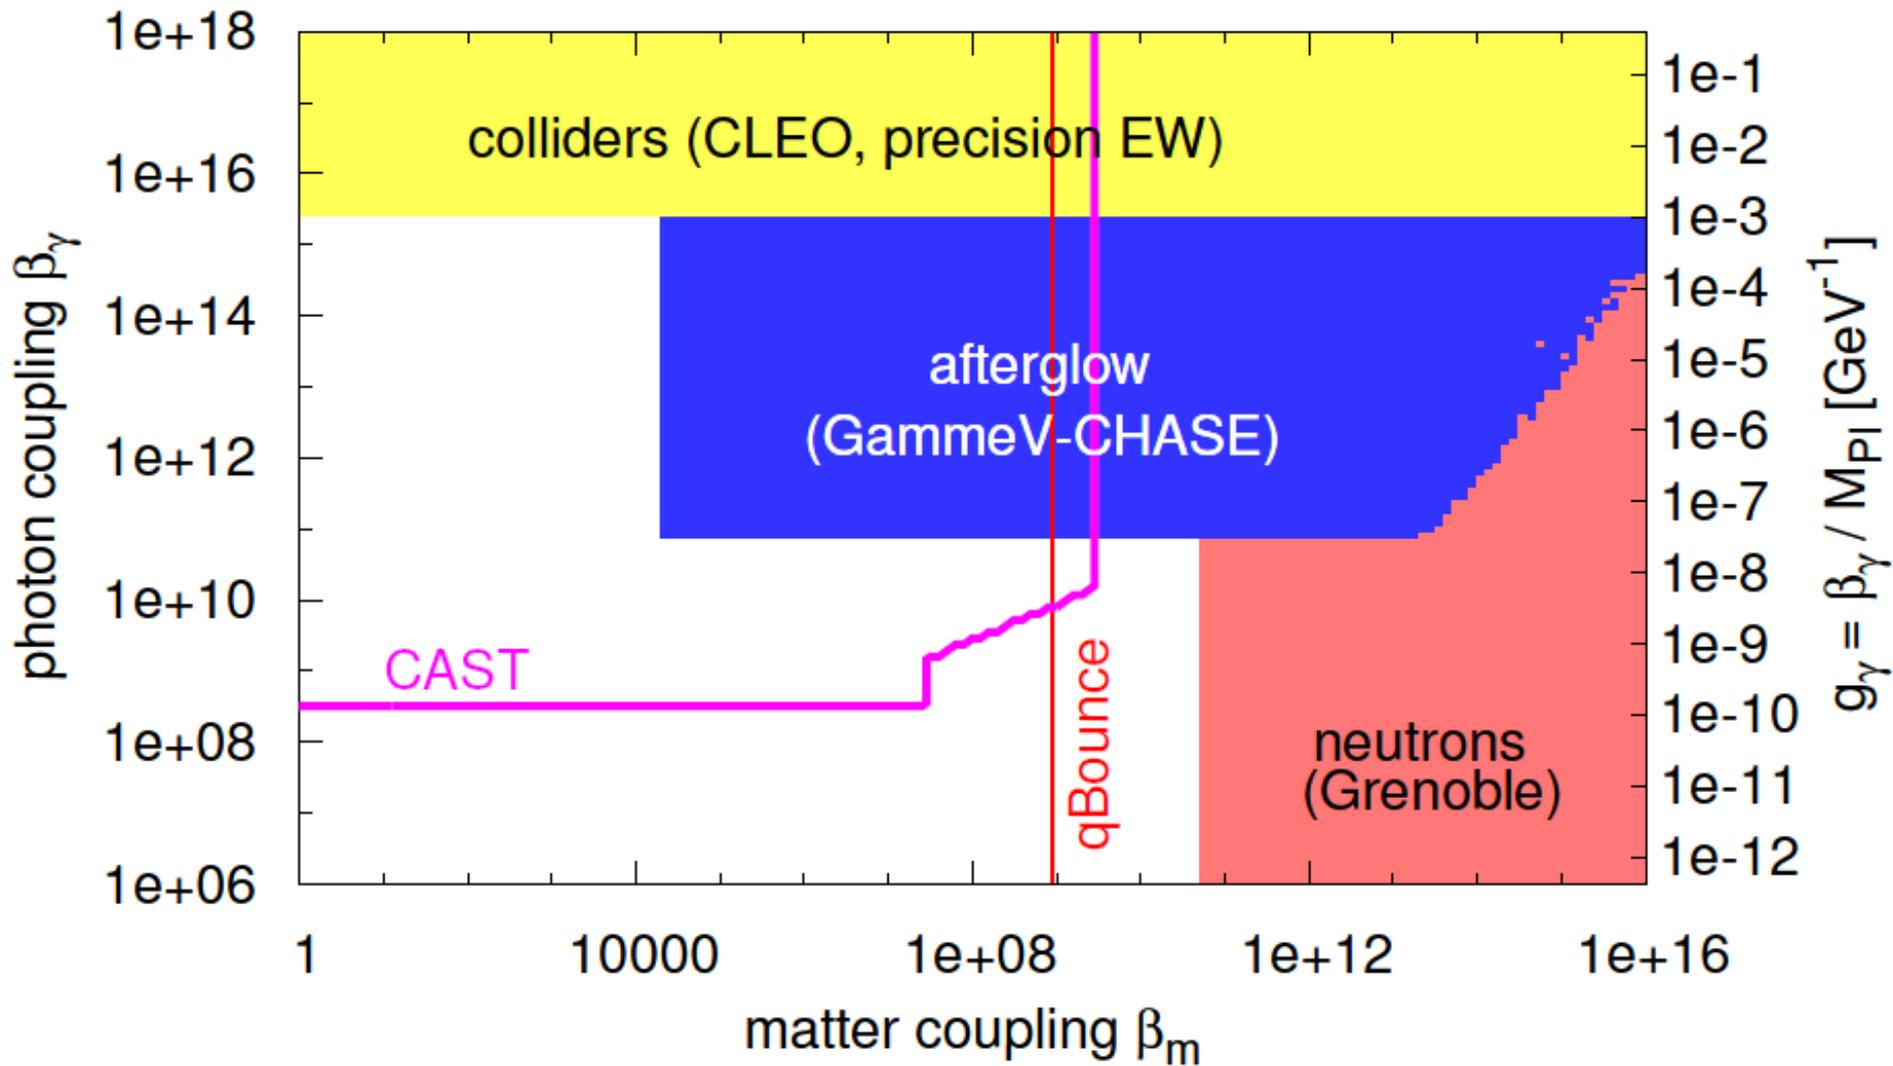 1e+18
1e+16
1e+14
1e+12
1e+10
1e+08
1e+06
photon coupling βγ
colliders (CLEO, precision EW)
afterglow
(GammeV-CHASE)
CAST
qBounce
neutrons
(Grenoble)
1e-1
1e-2
1e-3
1e-4
1e-5
1e-6
1e-7
1e-8
1e-9
1e-10
1e-11
1e-12
gγ = βγ / MPl [GeV-1]
1 10000 1e+08 1e+12 1e+16
matter coupling βm